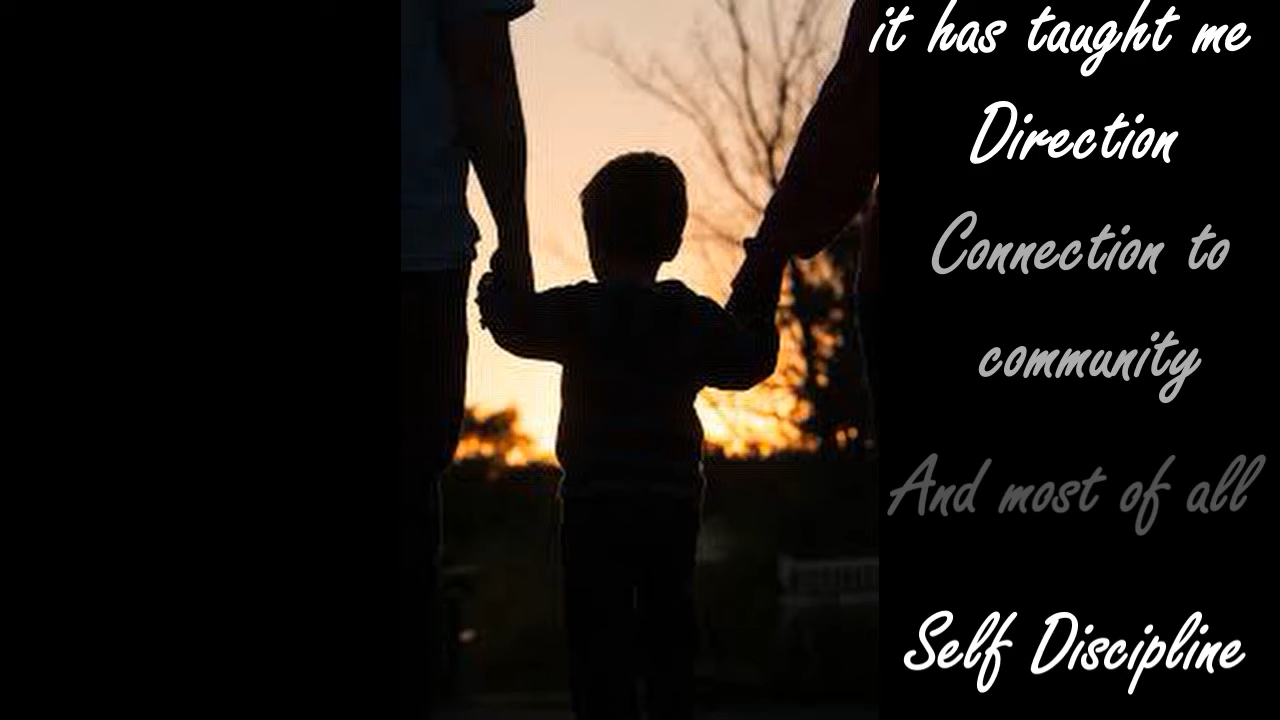 it has taught me
Direction
Connection to
community
And most of all
Self Discipline